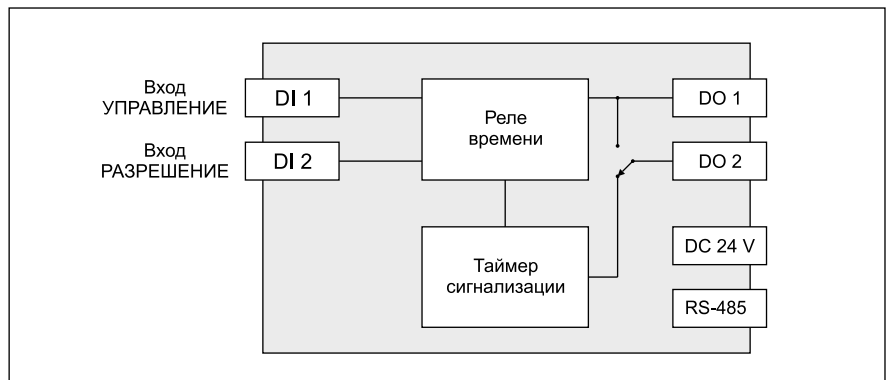 Вход
УПРАВЛЕНИЕ
DI 1
Реле
времени
DO 1
Вход
РАЗРЕШЕНИЕ
DI 2
DO 2
Таймер
сигнализации
DC 24 V
RS-485